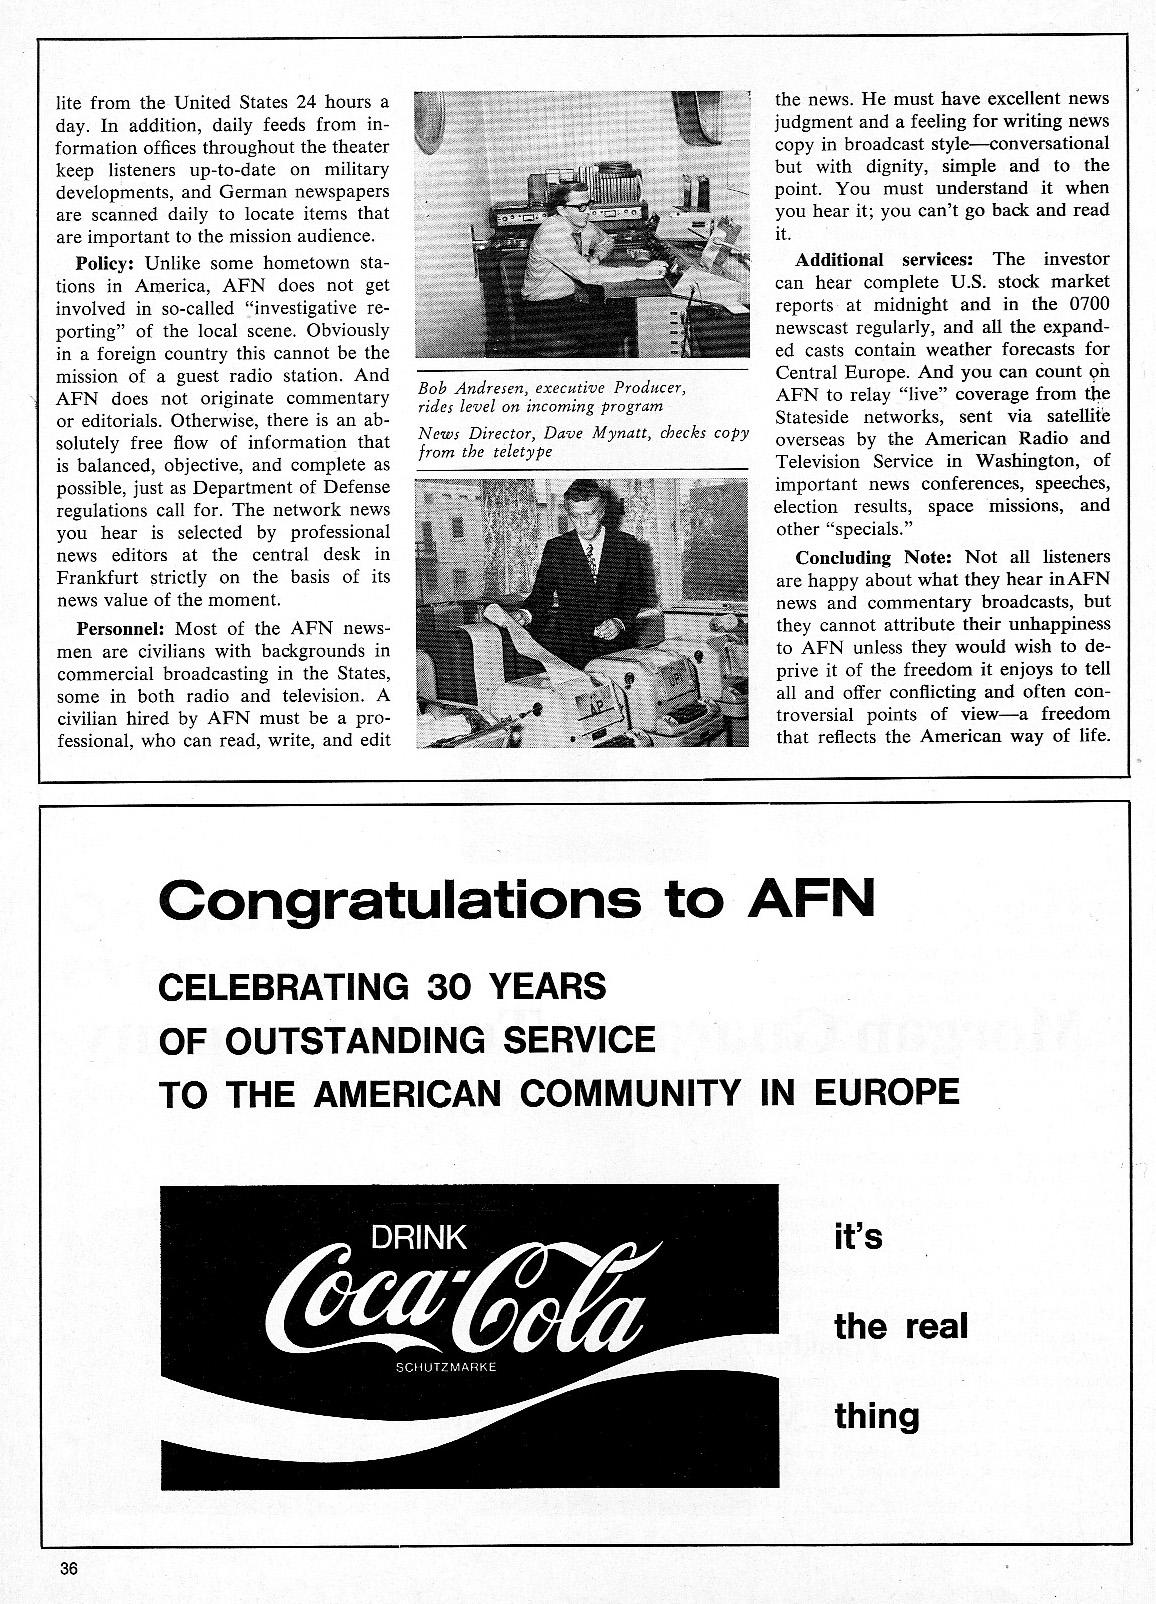 lite from the United States 24 hours a
day. In addition, daily feeds from in-
formation offices throughout the theater
keep listeners up-to-date on military
developments, and German newspapers
are scanned daily to locate items that
are important to the mission audience.
Policy: Unlike some hometown sta-
tions in America, AFN does not get
involved in so-called “investigative re-
porting” of the local scene. Obviously
in a foreign country this cannot be the
mission of a guest radio station. And
AFN does not originate commentary
or editorials. Otherwise, there is an ab-
solutely free flow of information that
is balanced, objective, and complete as
possible, just as Department of Defense
regulations call for. The network news
you hear is selected by professional
news editors at the central desk in
Frankfurt strictly on the basis of its
news value of the moment.
Personnel: Most of the AFN news-
men are civilians with backgrounds in
commercial broadcasting in the States,
some in both radio and television. A
civilian hired by AFN must be a pro-
fessional, who can read, write, and edit
Bob Andresen, executive Producer,
rides level on incoming program
News Director, Dave Mynatt, checks copy
from the teletype
AP
UPI
the news. He must have excellent news
judgment and a feeling for writing news
copy in broadcast style—conversational
but with dignity, simple and to the
point. You must understand it when
you hear it; you can’t go back and read
it.
Additional services: The investor
can hear complete U.S. stock market
reports at midnight and in the 0700
newscast regularly, and all the expand-
ed casts contain weather forecasts for
Central Europe. And you can count on
AFN to relay “live” coverage from the
Stateside networks, sent via satellite
overseas by the American Radio and
Television Service in Washington, of
important news conferences, speeches,
election results, space missions, and
other “specials.”
Concluding Note: Not all listeners
are happy about what they hear in AFN
news and commentary broadcasts, but
they cannot attribute their unhappiness
to AFN unless they would wish to de-
prive it of the freedom it enjoys to tell
all and offer conflicting and often con-
troversial points of view—a freedom
that reflects the American way of life.
Congratulations to AFN
CELEBRATING 30 YEARS
OF OUTSTANDING SERVICE
TO THE AMERICAN COMMUNITY IN EUROPE
DRINK
Coca-Cola
SCHUTZMARKE
it’s
the real
thing
36